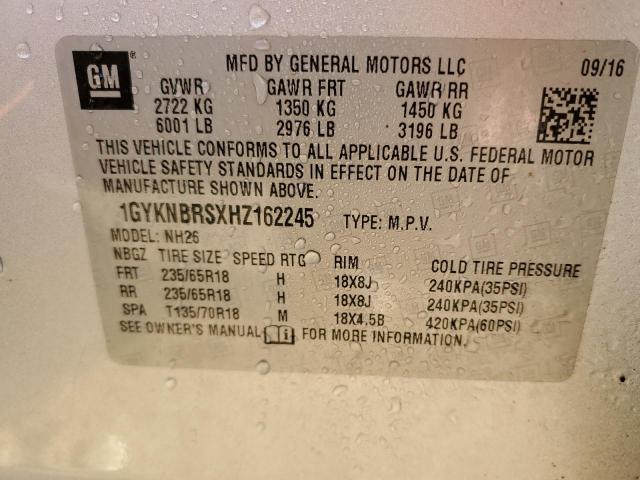 GM
MFD BY GENERAL MOTORS LLC 09/16
GVWR GAWR FRT GAWR RR
2722 KG 1350 KG 1450 KG
6001 LB 2976 LB 3196 LB
THIS VEHICLE CONFORMS TO ALL APPLICABLE U.S. FEDERAL MOTOR
VEHICLE SAFETY STANDARDS IN EFFECT ON THE DATE OF
MANUFACTURE SHOWN ABOVE.
1GYKNBRSXHZ162245 TYPE: M.P.V.
MODEL: NH26
NBGZ TIRE SIZE SPEED RTG RIM COLD TIRE PRESSURE
FRT 235/65R18 H 18X8J 240KPA(35PSI)
RR 235/65R18 H 18X8J 240KPA(35PSI)
SPA T135/70R18 M 18X4.5B 420KPA(60PSI)
SEE OWNER'S MANUAL i FOR MORE INFORMATION.